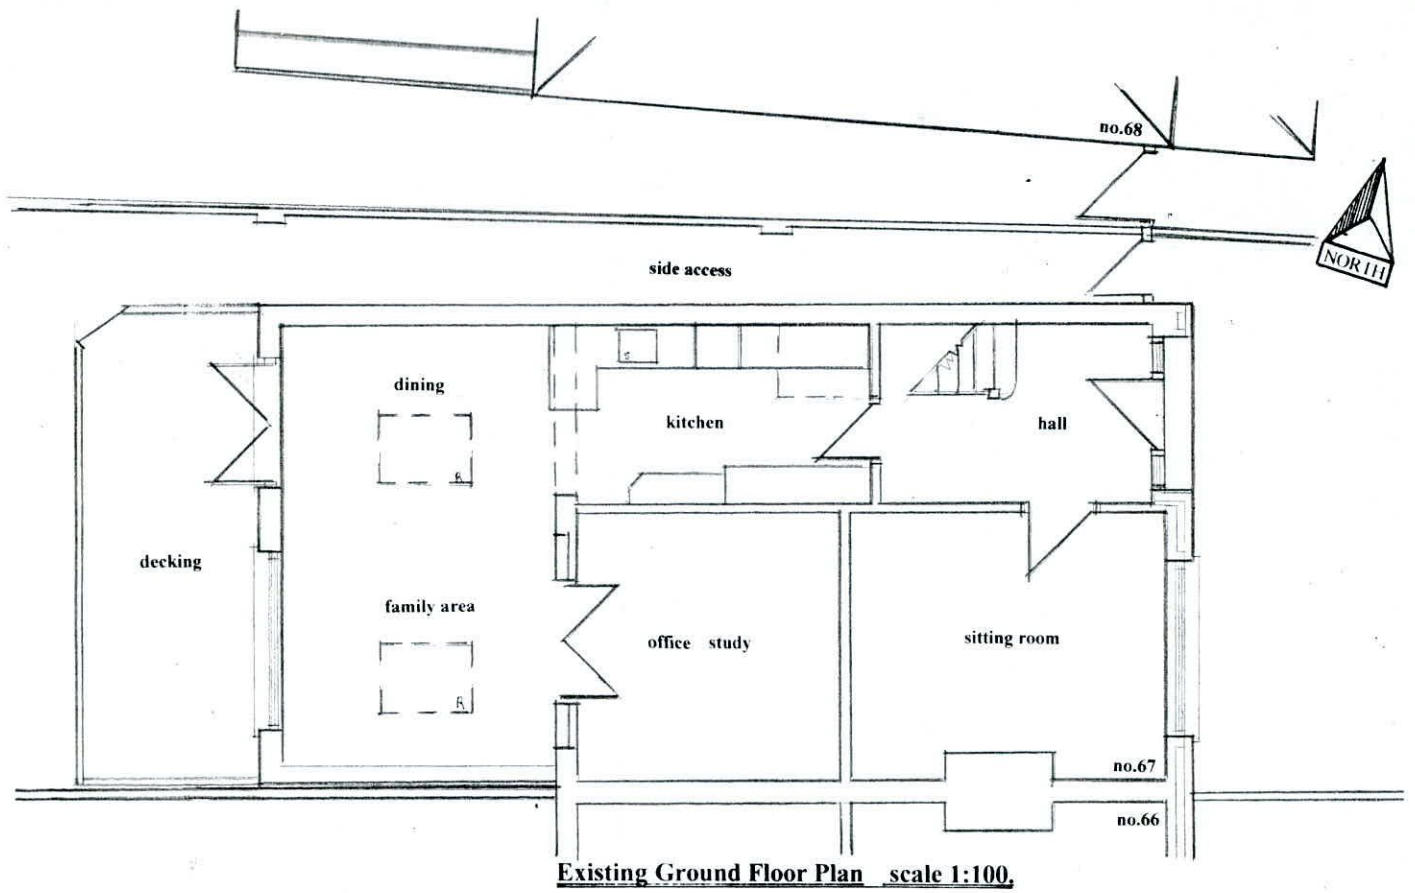 no.68
NORTH
side access
dining
kitchen
hall
S
R
decking
family area
office study
sitting room
R
no.67
no.66
Existing Ground Floor Plan scale 1:100.